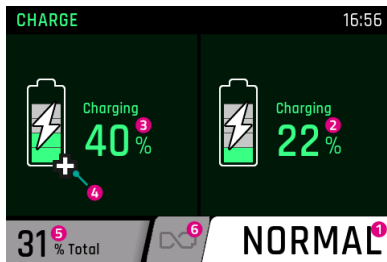 CHARGE 16:56
Charging
3
40 %
4
Charging
2
22 %
31 5 % Total
6
NORMAL 1